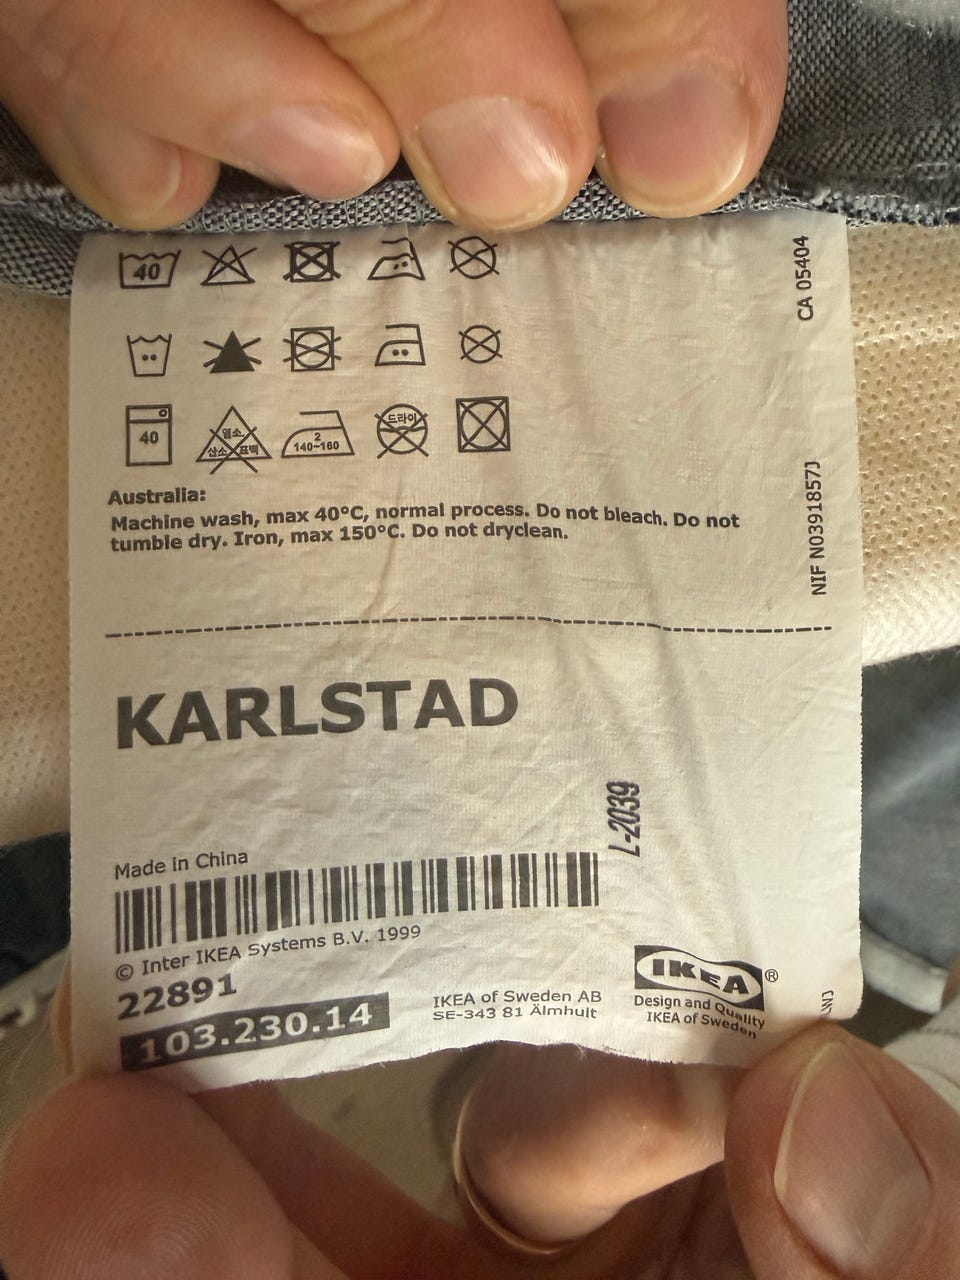 40
40
열소
산소 표백
2
140~160
드라이
Australia:
Machine wash, max 40°C, normal process. Do not bleach. Do not
tumble dry. Iron, max 150°C. Do not dryclean.
CA 05404
NIF N0391857J
KARLSTAD
L-2039
Made in China
© Inter IKEA Systems B.V. 1999
22891
103.230.14
IKEA of Sweden AB
SE-343 81 Älmhult
IKEA®
Design and Quality
IKEA of Sweden